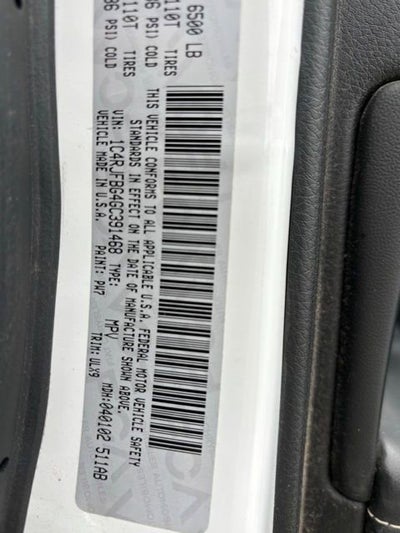 6500 LB
110T TIRES
36 PSI) COLD
110T TIRES
36 PSI) COLD
THIS VEHICLE CONFORMS TO ALL APPLICABLE U.S.A. FEDERAL MOTOR VEHICLE SAFETY
STANDARDS IN EFFECT ON THE DATE OF MANUFACTURE SHOWN ABOVE.
VIN: 1C4RJFBG4GC391468 TYPE: MPV
VEHICLE MADE IN U.S.A. PAINT: PW7 TRIM: ULX9 MDH: 040102 511AB